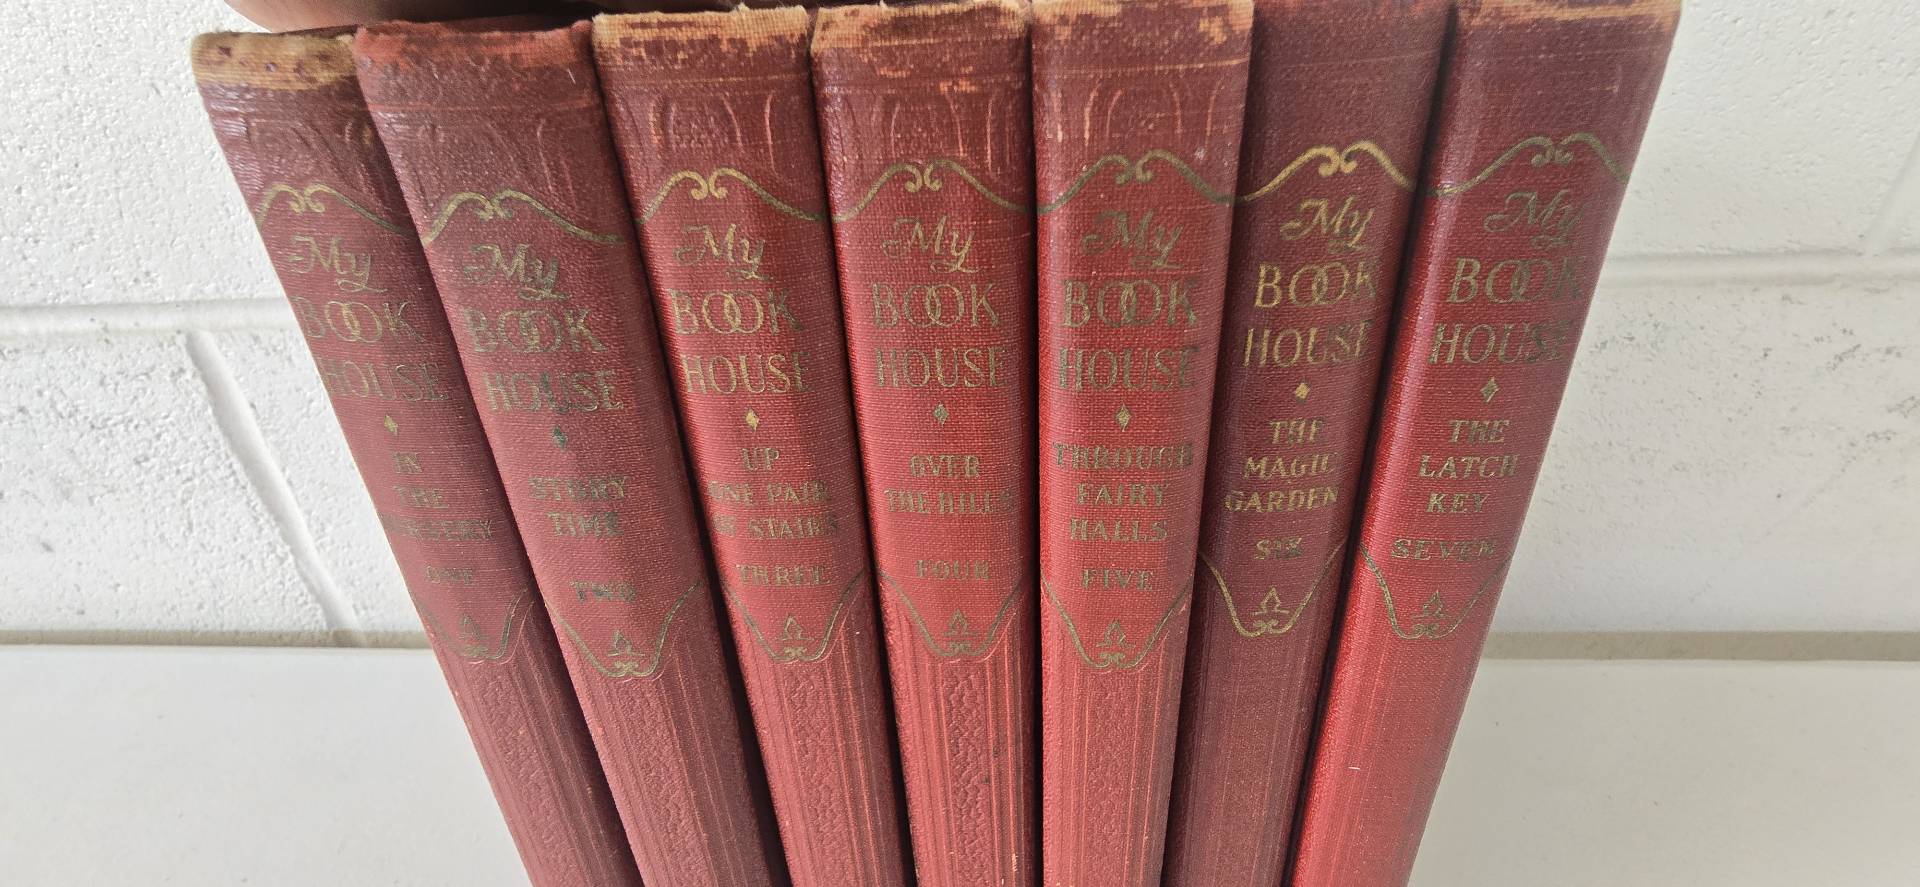 My
BOOK
HOUSE
IN
THE
NURSERY
ONE
My
BOOK
HOUSE
STORY
TIME
TWO
My
BOOK
HOUSE
UP
ONE PAIR
OF STAIRS
THREE
My
BOOK
HOUSE
OVER
THE HILLS
FOUR
My
BOOK
HOUSE
THROUGH
FAIRY
HALLS
FIVE
My
BOOK
HOUSE
THE
MAGIC
GARDEN
SIX
My
BOOK
HOUSE
THE
LATCH
KEY
SEVEN